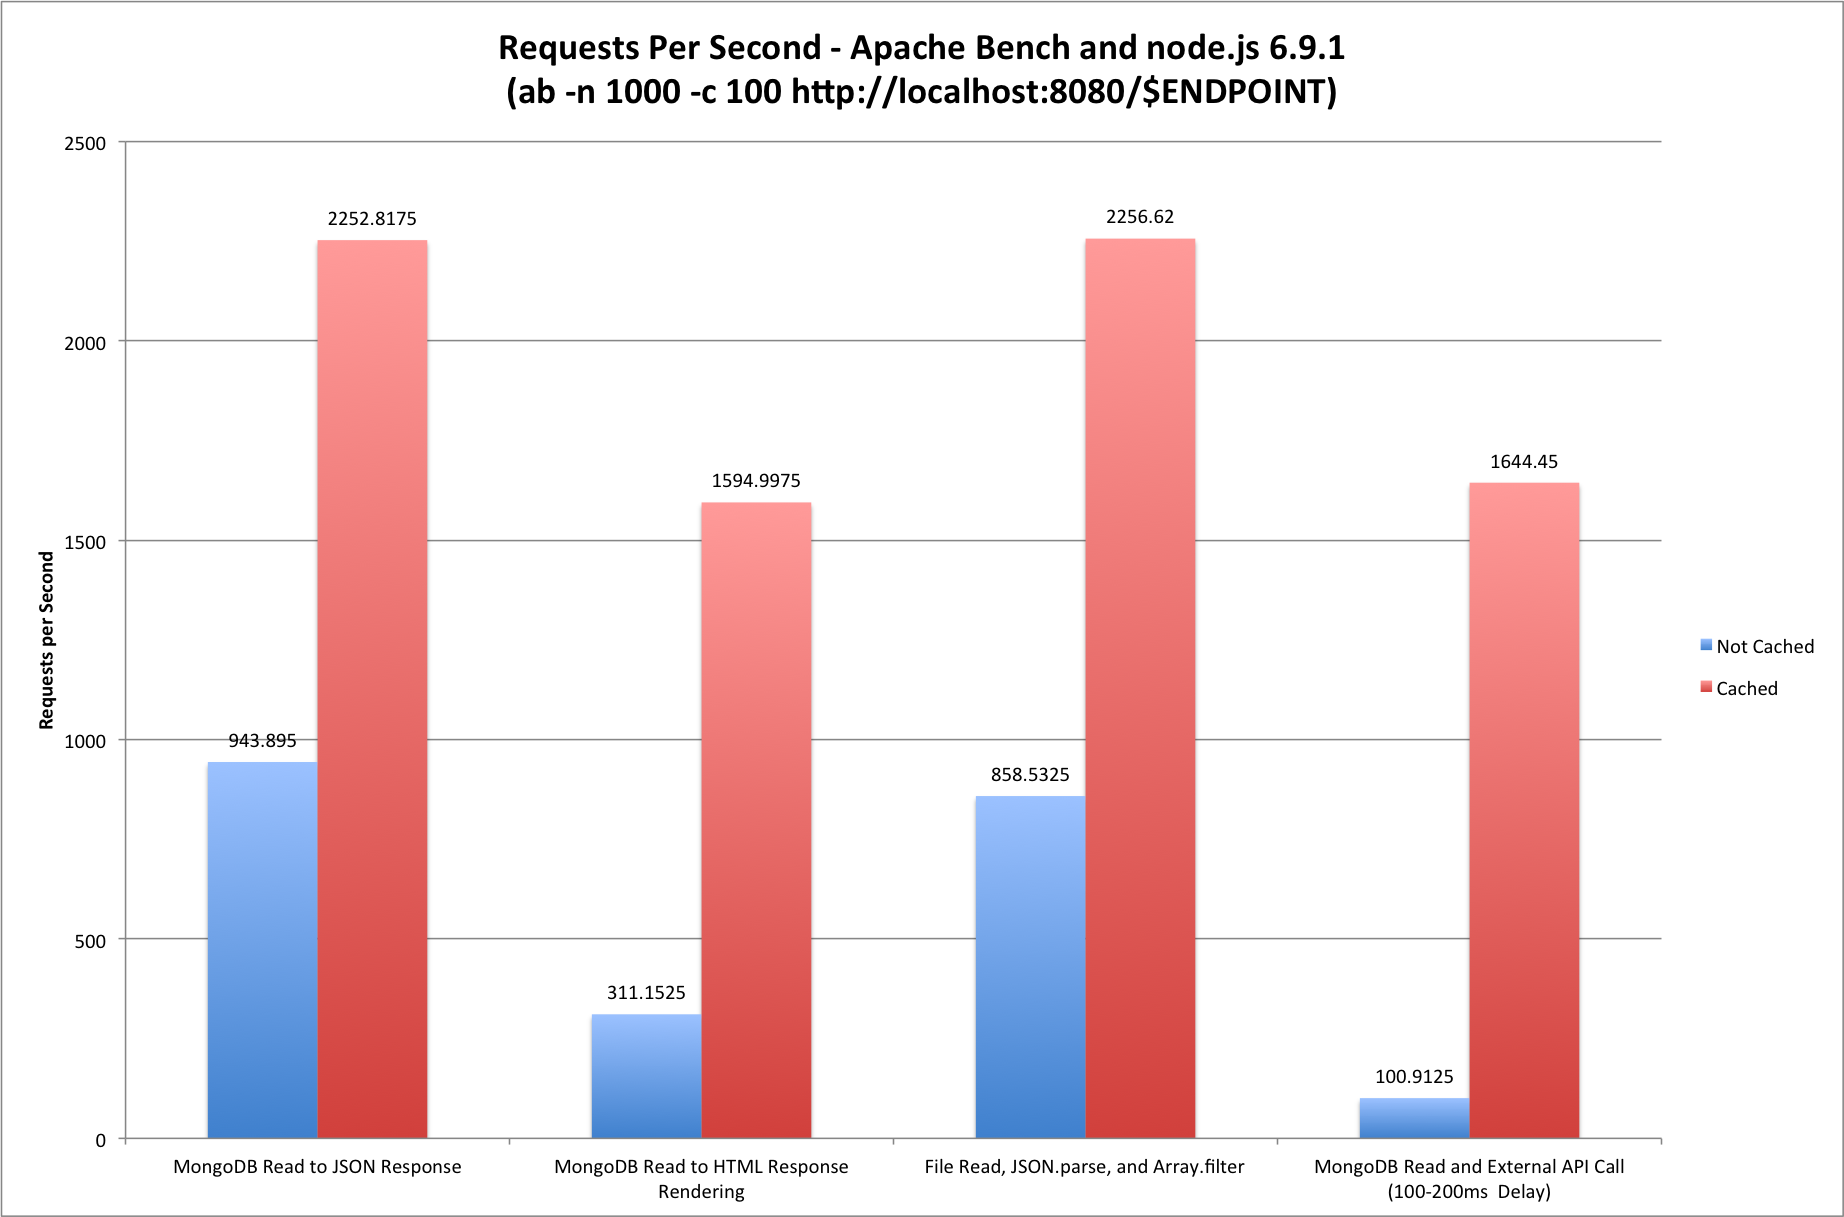 Requests Per Second - Apache Bench and node.js 6.9.1
(ab -n 1000 -c 100 http://localhost:8080/$ENDPOINT)
2500
2000
1500
1000
500
0
Requests per Second
2252.8175
943.895
1594.9975
311.1525
2256.62
858.5325
1644.45
100.9125
Not Cached
Cached
MongoDB Read to JSON Response
MongoDB Read to HTML Response
Rendering
File Read, JSON.parse, and Array.filter
MongoDB Read and External API Call
(100-200ms Delay)